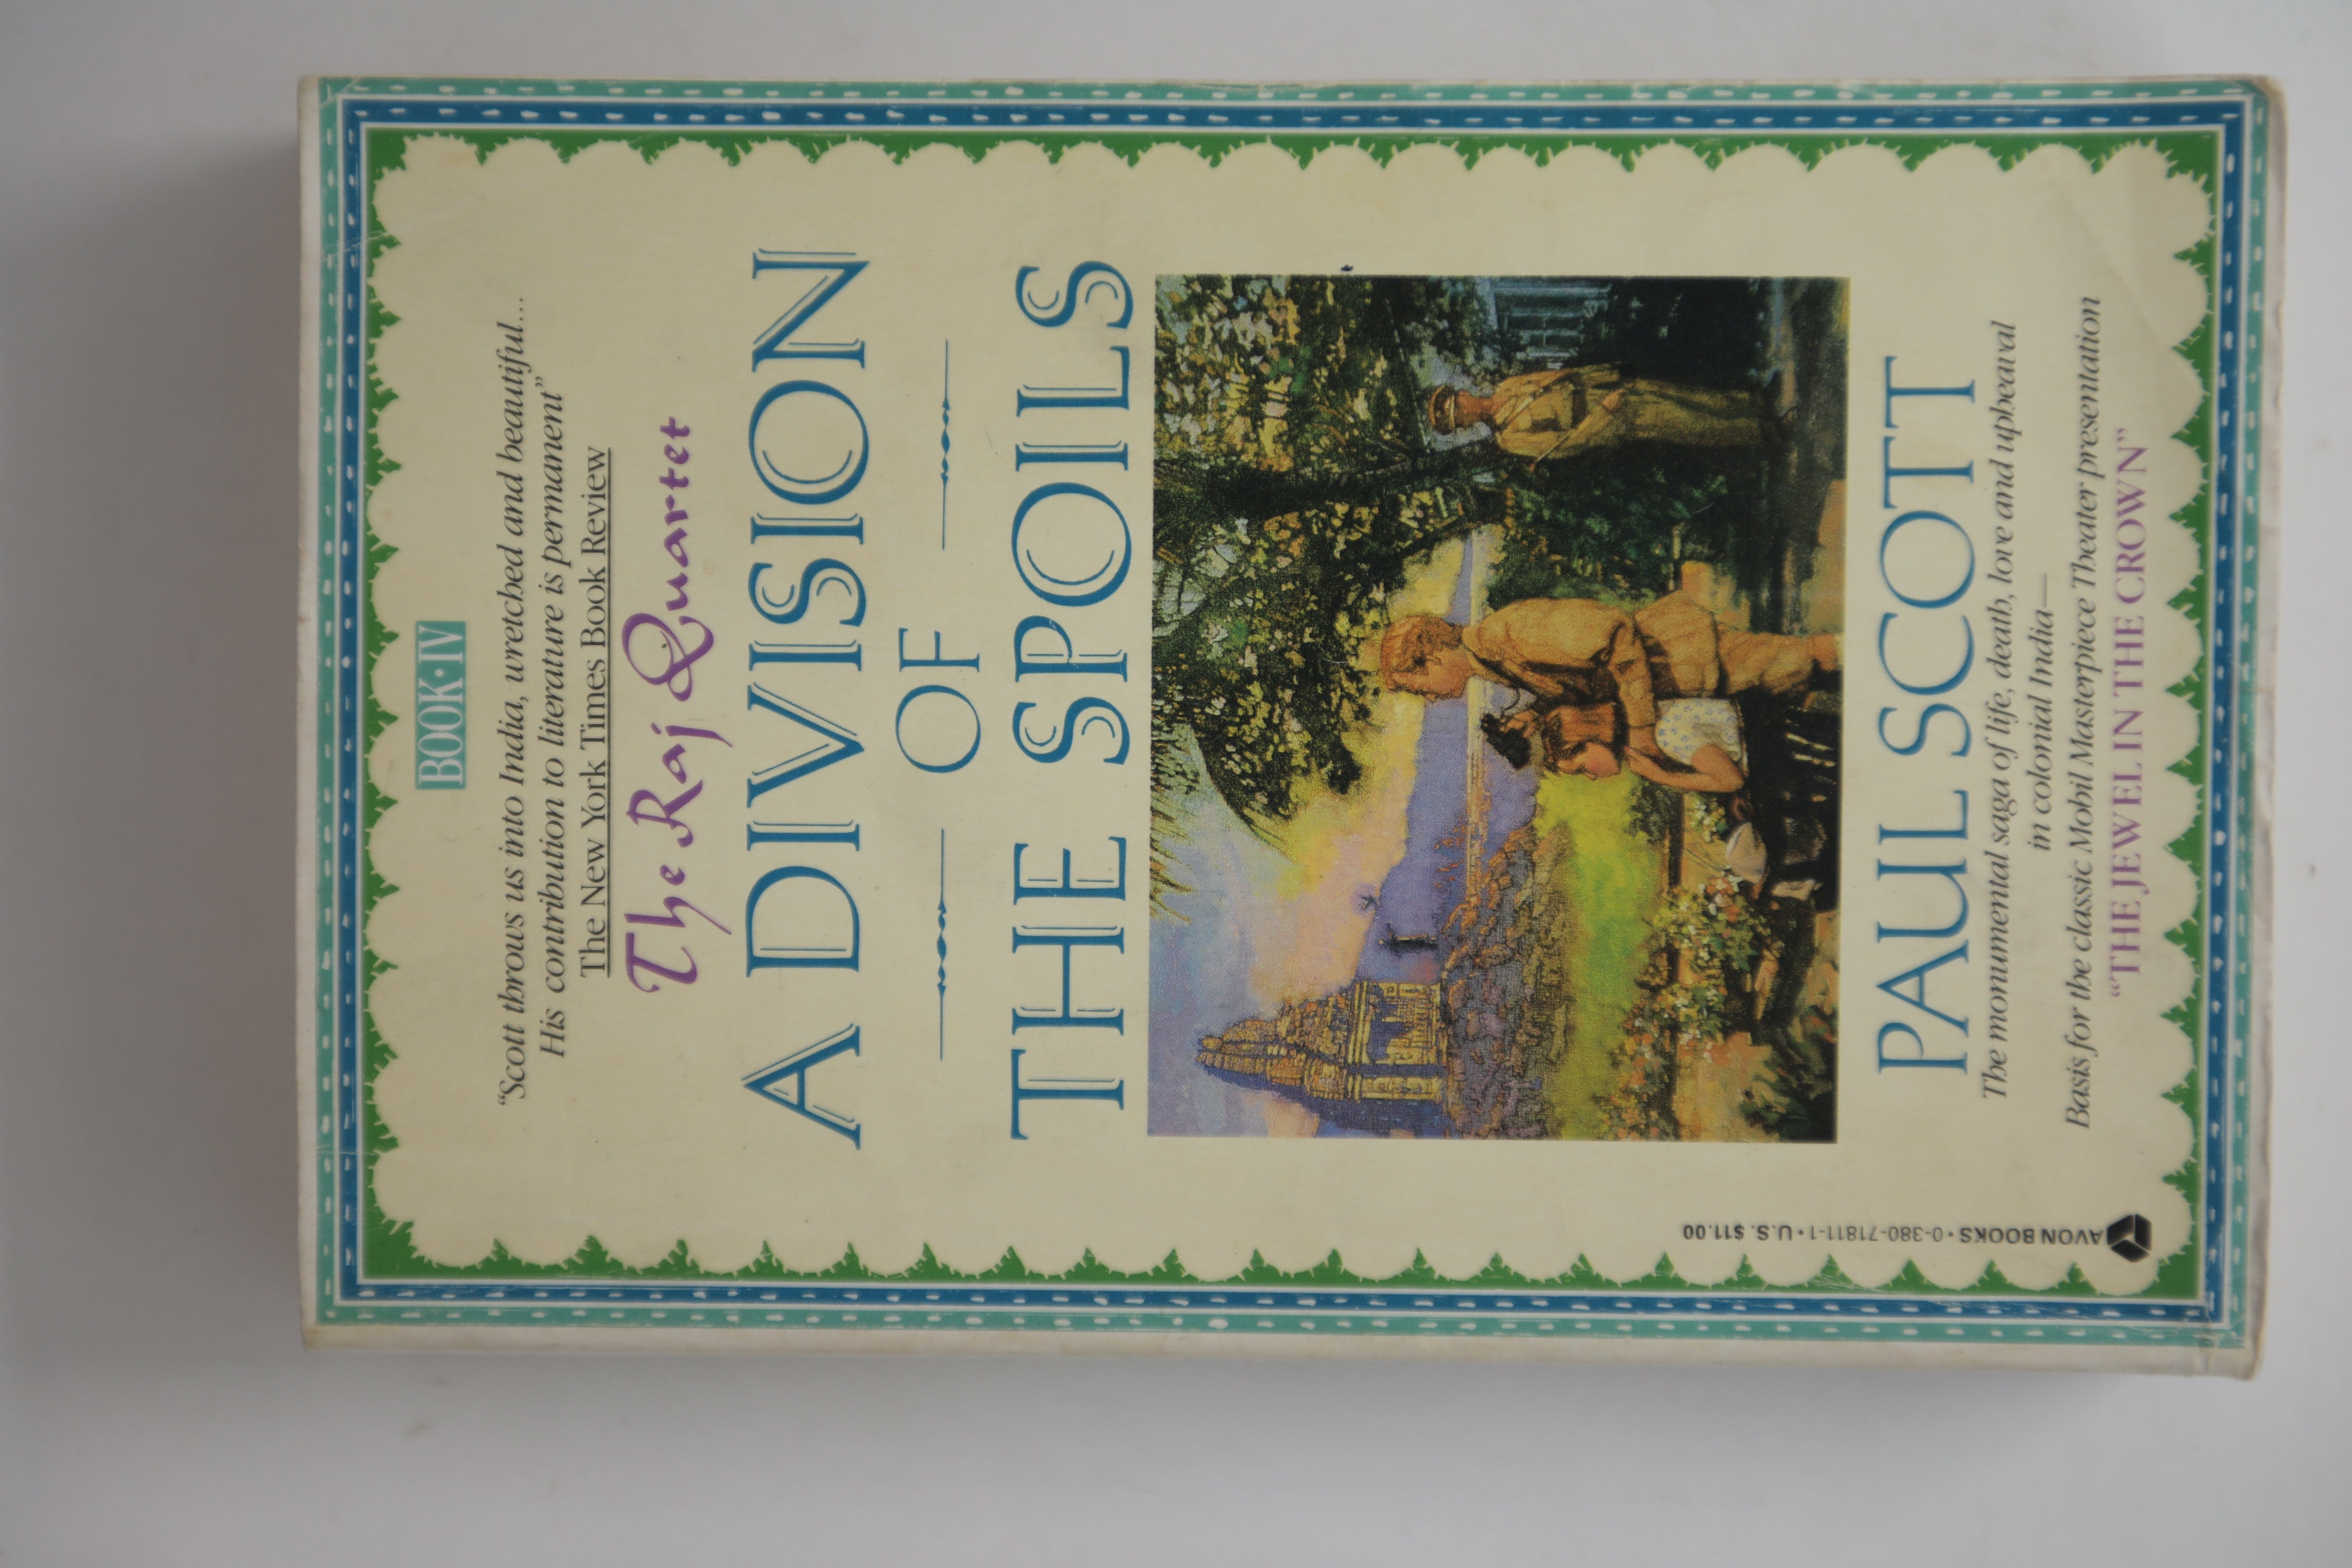 BOOK·IV
“Scott throws us into India, wretched and beautiful...
His contribution to literature is permanent”
The New York Times Book Review
The Raj Quartet
A DIVISION
OF
THE SPOILS
PAUL SCOTT
The monumental saga of life, death, love and upheaval
in colonial India—
Basis for the classic Mobil Masterpiece Theater presentation
“THE JEWEL IN THE CROWN”
AVON BOOKS • 0-380-71811-1 • U.S. $11.00